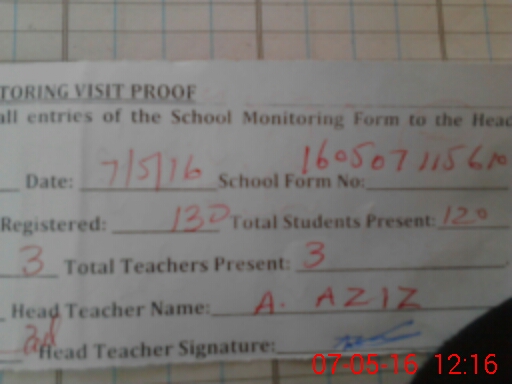 TORING VISIT PROOF
all entries of the School Monitoring Form to the Head
Date: 7/5/16 School Form No:
Registered: 130 Total Students Present: 120
3 Total Teachers Present: 3
Head Teacher Name: A. AZIZ
Head Teacher Signature:
07-05-16 12:16